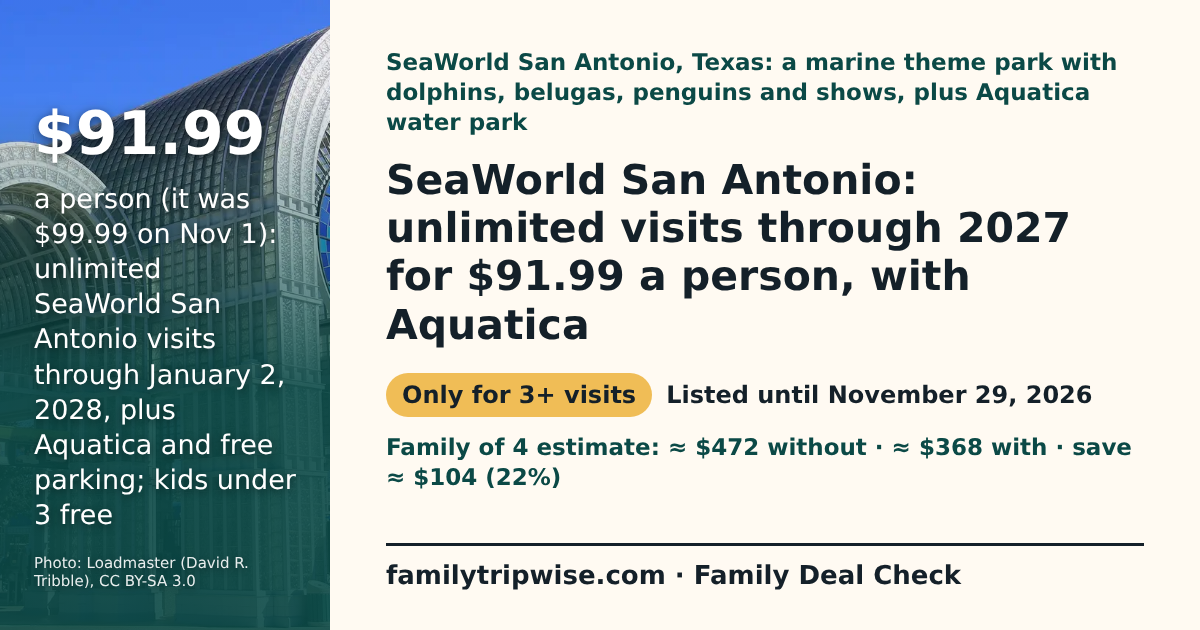 $91.99
a person (it was
$99.99 on Nov 1):
unlimited
SeaWorld San
Antonio visits
through January 2,
2028, plus
Aquatica and free
parking; kids under
3 free
Photo: Loadmaster (David R.
Tribble), CC BY-SA 3.0
SeaWorld San Antonio, Texas: a marine theme park with
dolphins, belugas, penguins and shows, plus Aquatica
water park
SeaWorld San Antonio:
unlimited visits through 2027
for $91.99 a person, with
Aquatica
Only for 3+ visits Listed until November 29, 2026
Family of 4 estimate: ≈ $472 without · ≈ $368 with · save
≈ $104 (22%)
familytripwise.com · Family Deal Check